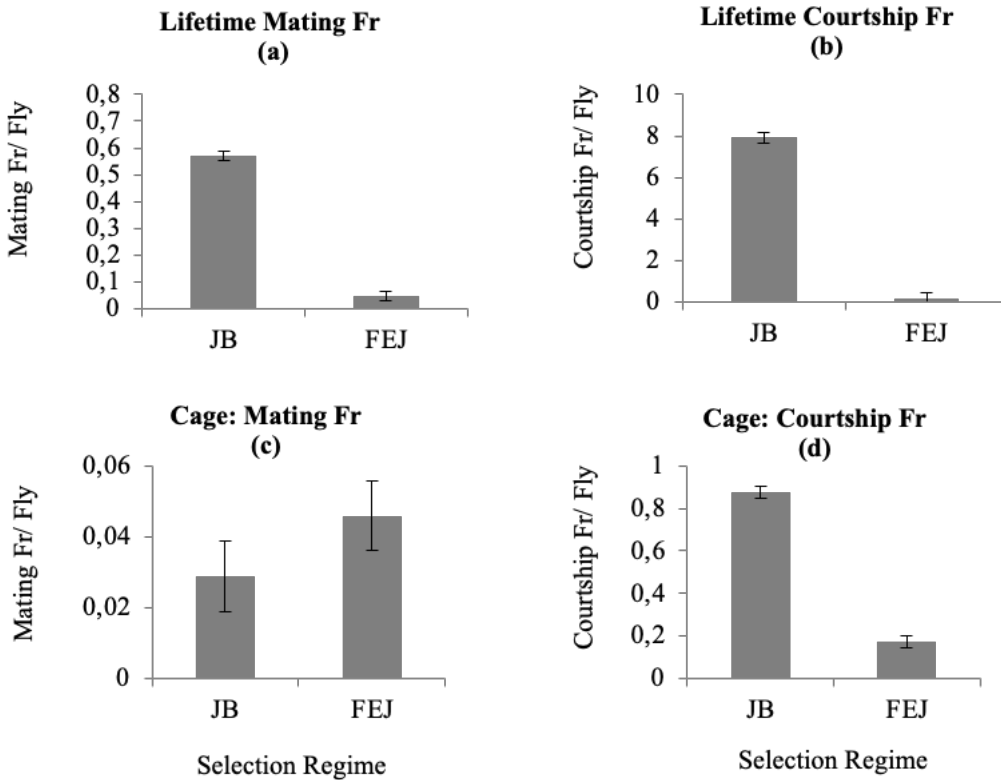 Lifetime Mating Fr
(a)
Mating Fr/ Fly
0,8
0,7
0,6
0,5
0,4
0,3
0,2
0,1
0
JB
FEJ
Lifetime Courtship Fr
(b)
Courtship Fr/ Fly
10
8
6
4
2
0
JB
FEJ
Cage: Mating Fr
(c)
Mating Fr/ Fly
0,06
0,04
0,02
0
JB
FEJ
Selection Regime
Cage: Courtship Fr
(d)
Courtship Fr/ Fly
1
0,8
0,6
0,4
0,2
0
JB
FEJ
Selection Regime